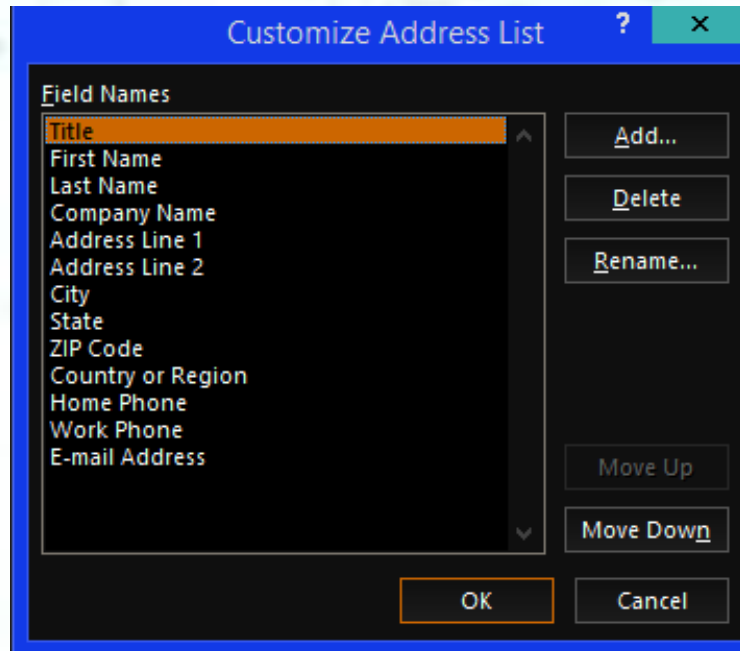 Customize Address List ? ×
Field Names
Title
First Name
Last Name
Company Name
Address Line 1
Address Line 2
City
State
ZIP Code
Country or Region
Home Phone
Work Phone
E-mail Address
Add...
Delete
Rename...
Move Up
Move Down
OK
Cancel